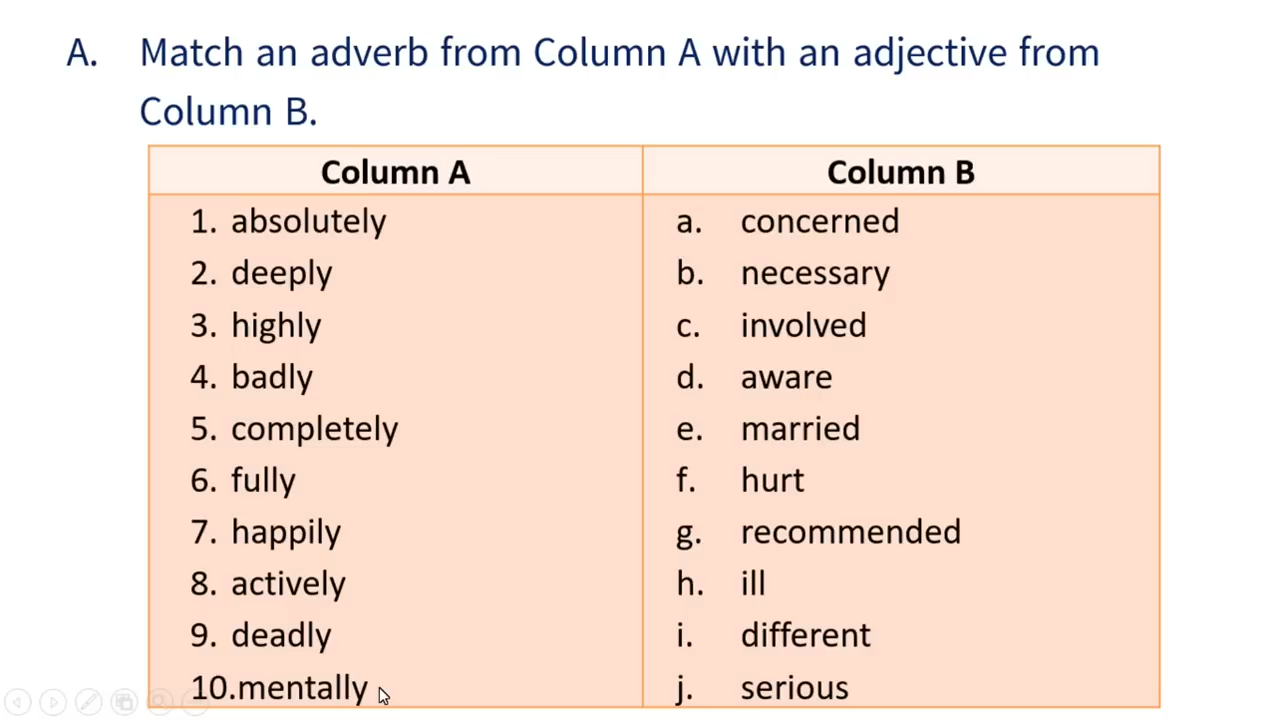 A. Match an adverb from Column A with an adjective from
Column B.
Column A Column B
1. absolutely a. concerned
2. deeply b. necessary
3. highly c. involved
4. badly d. aware
5. completely e. married
6. fully f. hurt
7. happily g. recommended
8. actively h. ill
9. deadly i. different
10.mentally j. serious